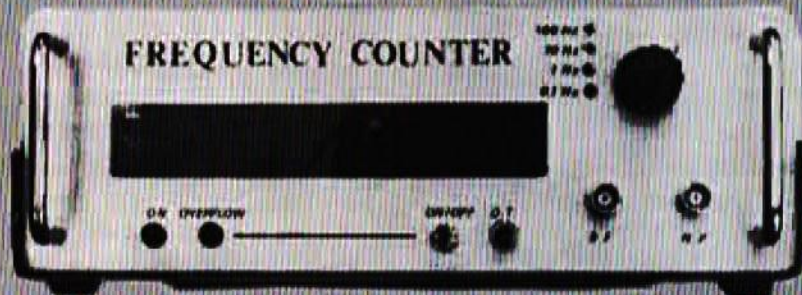 FREQUENCY COUNTER
100 Hz
10 Hz
1 Hz
0.1 Hz
ON OVERFLOW ON/OFF